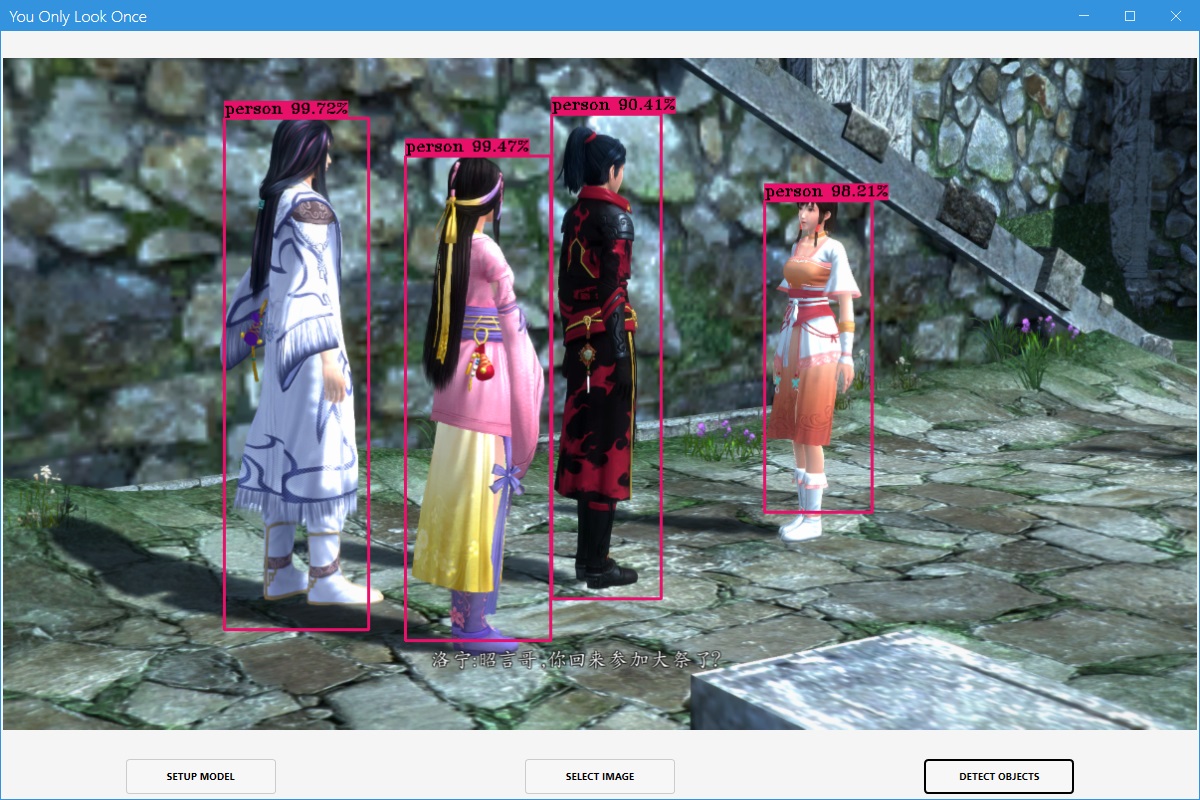 You Only Look Once
person 99.72%
person 99.47%
person 90.41%
person 98.21%
洛宁:昭言哥,你回来参加大祭了?
SETUP MODEL
SELECT IMAGE
DETECT OBJECTS